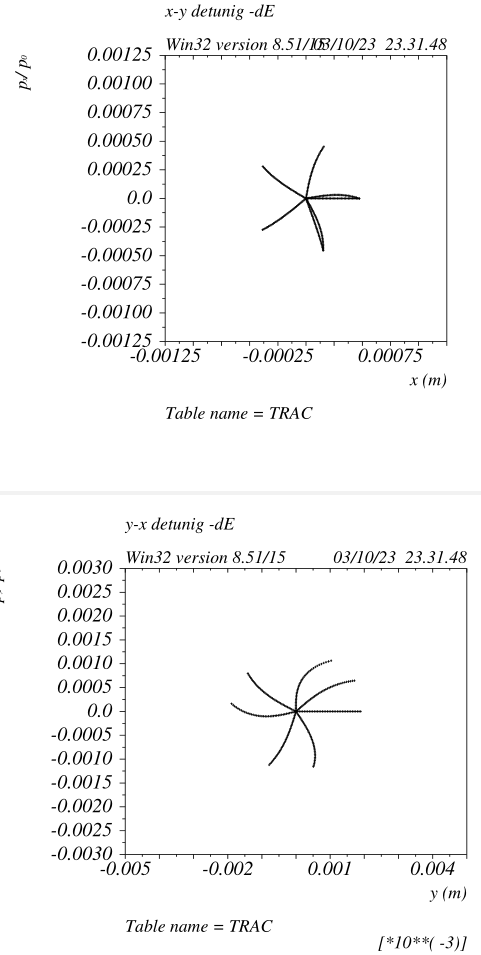 x-y detunig -dE
Win32 version 8.51/15 03/10/23 23.31.48
0.00125
0.00100
0.00075
0.00050
0.00025
0.0
-0.00025
-0.00050
-0.00075
-0.00100
-0.00125
-0.00125 -0.00025 0.00075
x (m)
Table name = TRAC
y-x detunig -dE
Win32 version 8.51/15 03/10/23 23.31.48
0.0030
0.0025
0.0020
0.0015
0.0010
0.0005
0.0
-0.0005
-0.0010
-0.0015
-0.0020
-0.0025
-0.0030
-0.005 -0.002 0.001 0.004
y (m)
Table name = TRAC
[*10**( -3)]